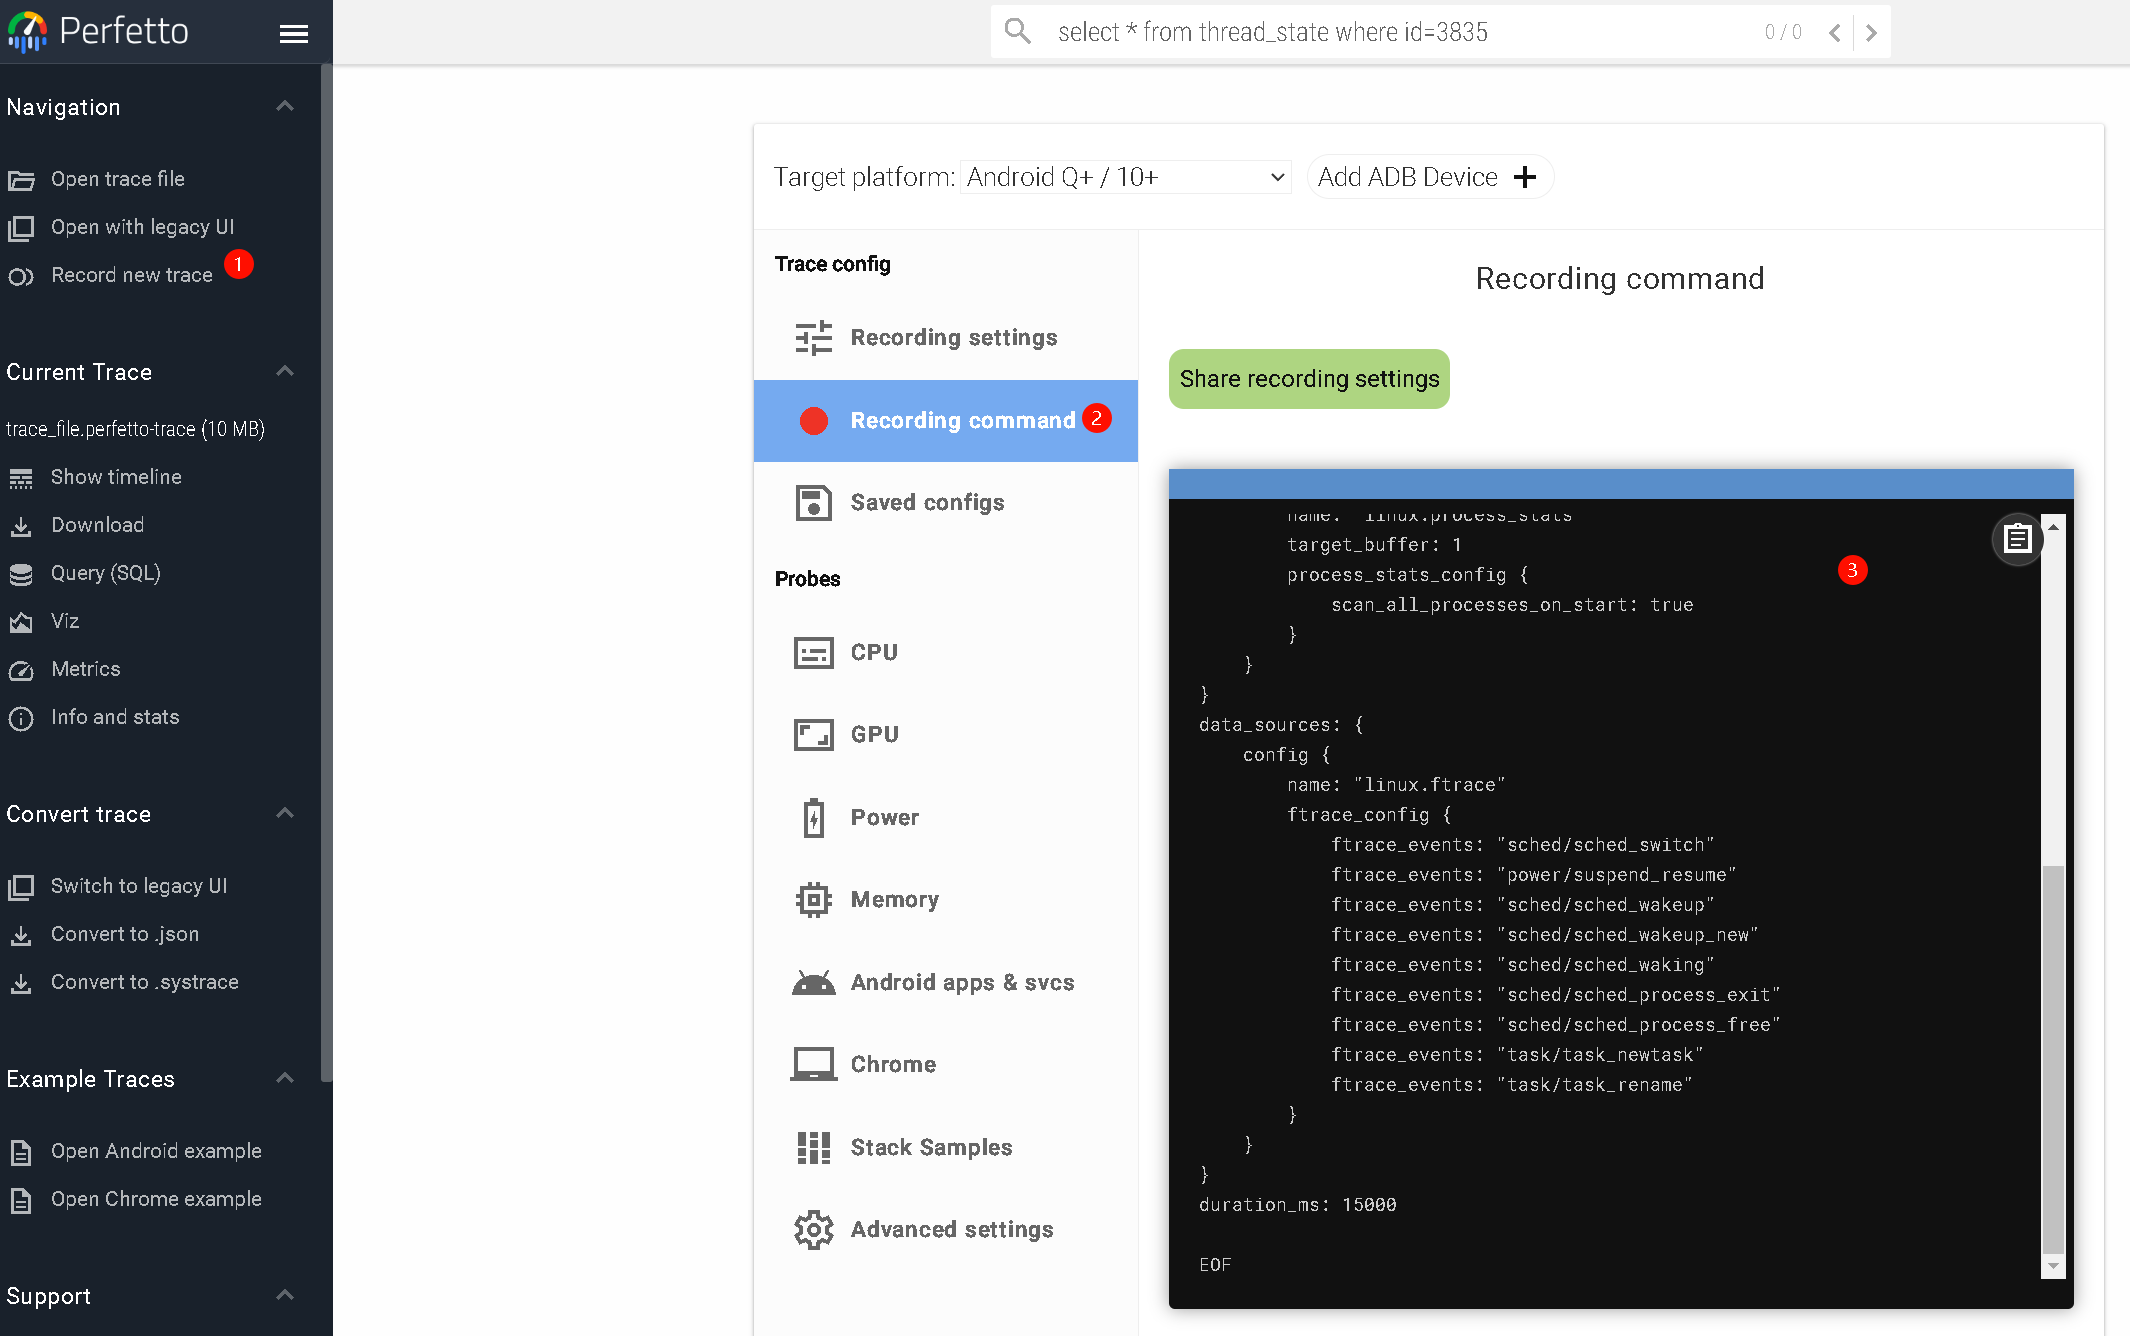 Perfetto
select * from thread_state where id=3835
0 / 0
Navigation
Open trace file
Open with legacy UI
Record new trace
1
Current Trace
trace_file.perfetto-trace (10 MB)
Show timeline
Download
Query (SQL)
Viz
Metrics
Info and stats
Convert trace
Switch to legacy UI
Convert to .json
Convert to .systrace
Example Traces
Open Android example
Open Chrome example
Support
Target platform: Android Q+ / 10+
Add ADB Device
Trace config
Recording settings
Recording command
2
Saved configs
Probes
CPU
GPU
Power
Memory
Android apps & svcs
Chrome
Stack Samples
Advanced settings
Recording command
Share recording settings
name: "linux.process_stats"
target_buffer: 1
3
process_stats_config {
scan_all_processes_on_start: true
}
}
}
data_sources: {
config {
name: "linux.ftrace"
ftrace_config {
ftrace_events: "sched/sched_switch"
ftrace_events: "power/suspend_resume"
ftrace_events: "sched/sched_wakeup"
ftrace_events: "sched/sched_wakeup_new"
ftrace_events: "sched/sched_waking"
ftrace_events: "sched/sched_process_exit"
ftrace_events: "sched/sched_process_free"
ftrace_events: "task/task_newtask"
ftrace_events: "task/task_rename"
}
}
}
duration_ms: 15000
EOF